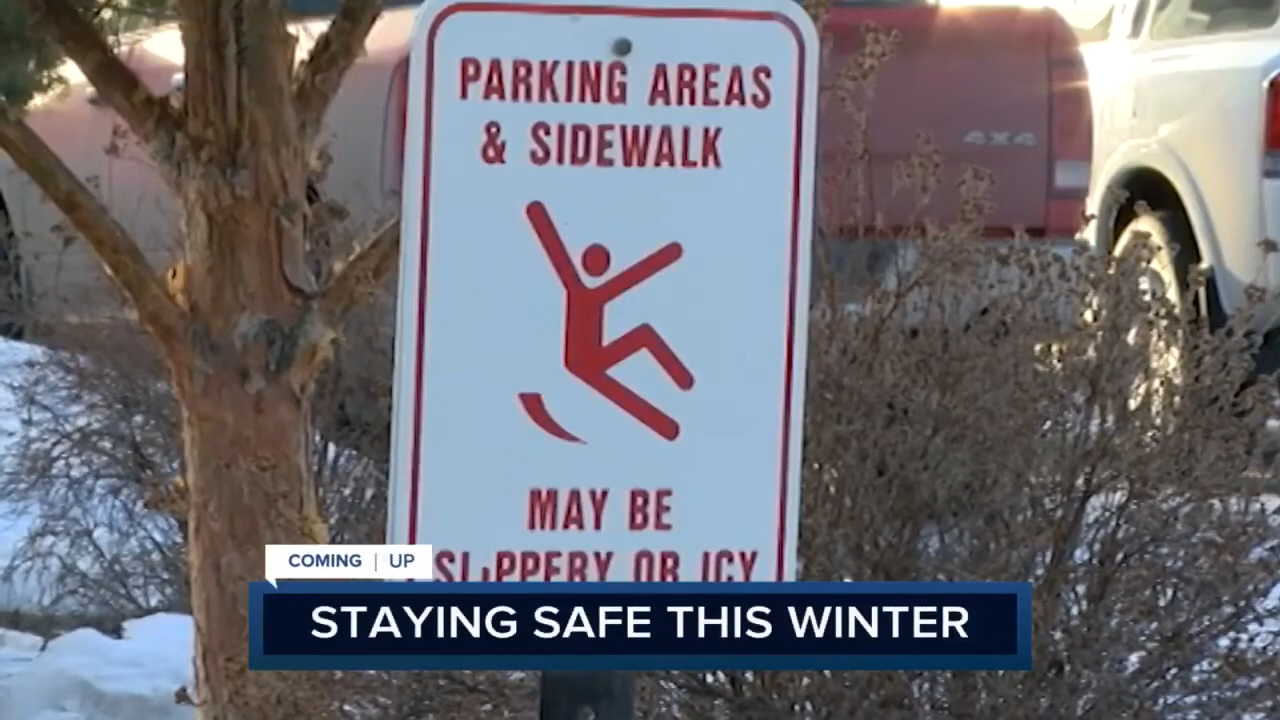 PARKING AREAS
& SIDEWALK
4X4
MAY BE
SLIPPERY OR ICY
COMING | UP
STAYING SAFE THIS WINTER